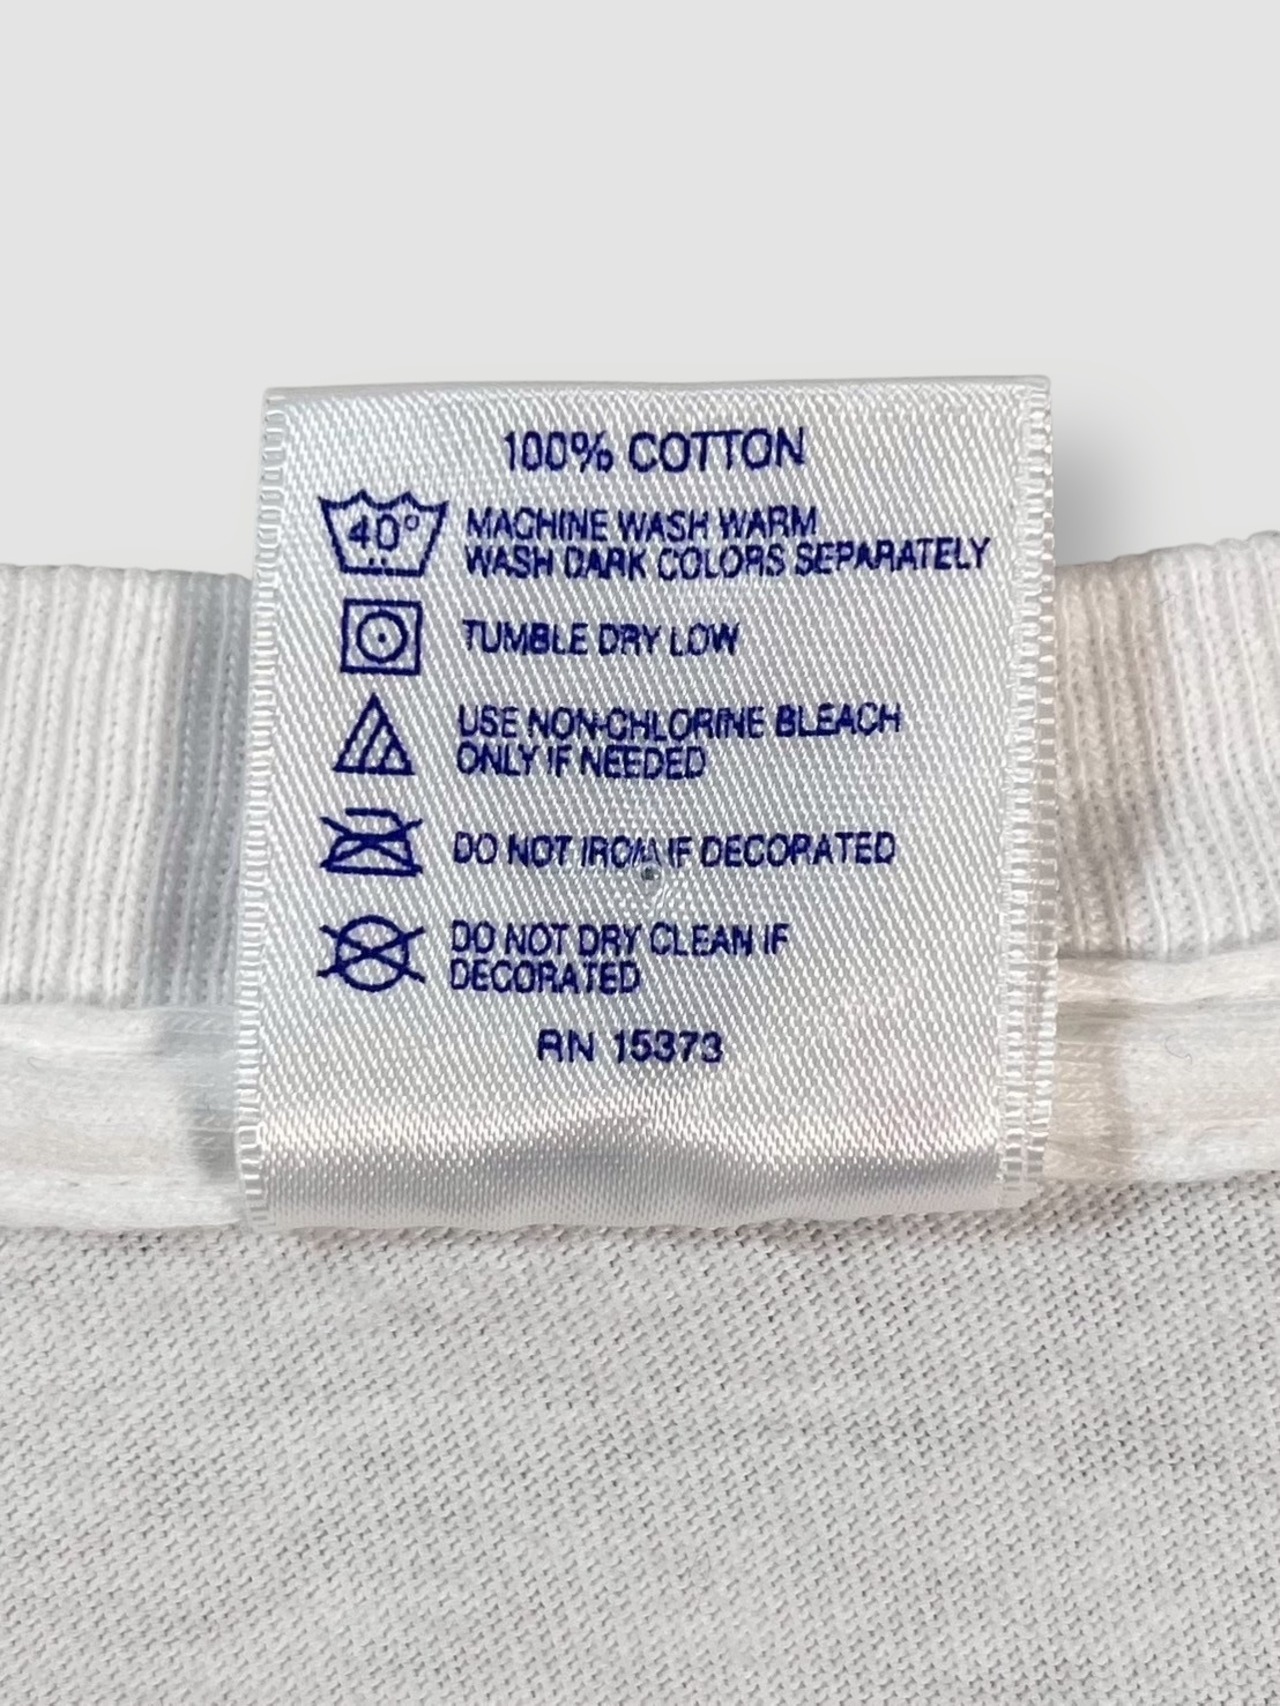 100% COTTON
40°
MACHINE WASH WARM
WASH DARK COLORS SEPARATELY
TUMBLE DRY LOW
USE NON-CHLORINE BLEACH
ONLY IF NEEDED
DO NOT IRON IF DECORATED
DO NOT DRY CLEAN IF
DECORATED
RN 15373